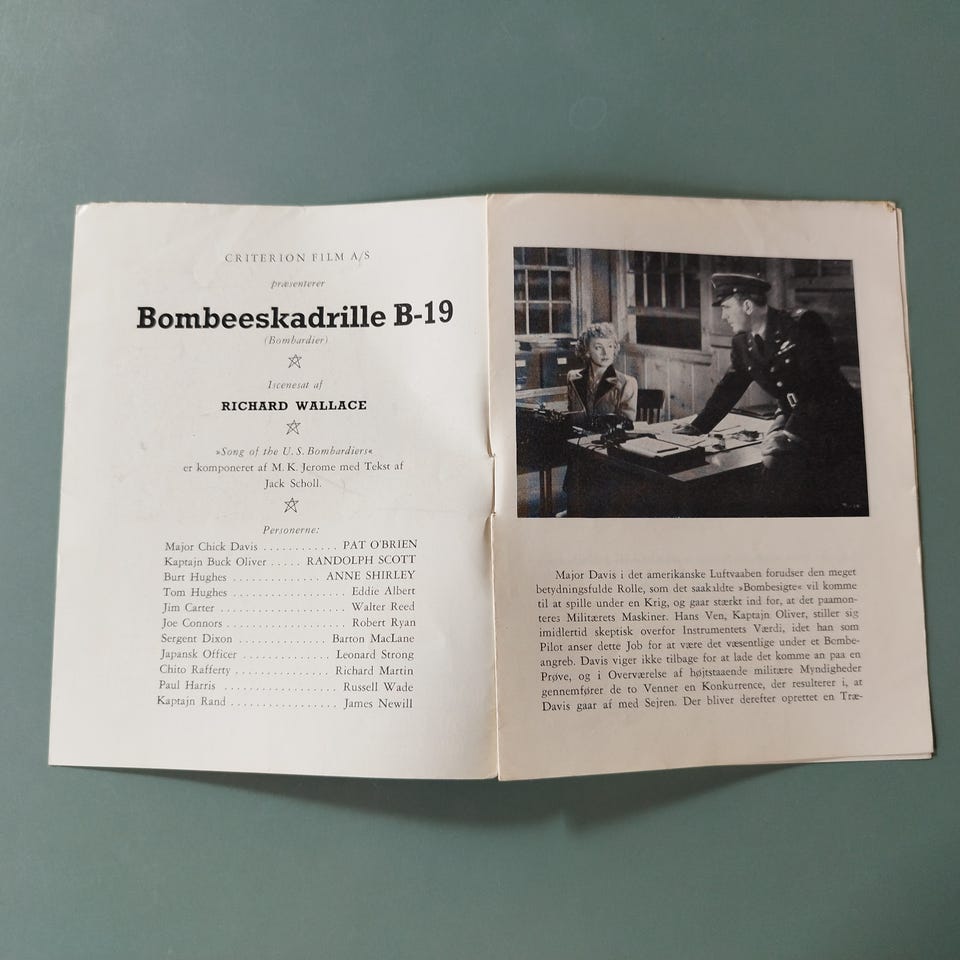 CRITERION FILM A/S
præsenterer
Bombeeskadrille B-19
(Bombardier)
Iscenesat af
RICHARD WALLACE
»Song of the U. S. Bombardiers«
er komponeret af M. K. Jerome med Tekst af
Jack Scholl.
Personerne:
Major Chick Davis ............ PAT O'BRIEN
Kaptajn Buck Oliver ..... RANDOLPH SCOTT
Burt Hughes .............. ANNE SHIRLEY
Tom Hughes .................... Eddie Albert
Jim Carter .................... Walter Reed
Joe Connors .................... Robert Ryan
Sergent Dixon ................ Barton MacLane
Japansk Officer .............. Leonard Strong
Chito Rafferty ................ Richard Martin
Paul Harris .................. Russell Wade
Kaptajn Rand .................. James Newill
Major Davis i det amerikanske Luftvaaben forudser den meget
betydningsfulde Rolle, som det saakaldte »Bombesigte« vil komme
til at spille under en Krig, og gaar stærkt ind for, at det paamon-
teres Militærets Maskiner. Hans Ven, Kaptajn Oliver, stiller sig
imidlertid skeptisk overfor Instrumentets Værdi, idet han som
Pilot anser dette Job for at være det væsentlige under et Bombe-
angreb. Davis viger ikke tilbage for at lade det komme an paa en
Prøve, og i Overværelse af højtstaaende militære Myndigheder
gennemfører de to Venner en Konkurrence, der resulterer i, at
Davis gaar af med Sejren. Der bliver derefter oprettet en Træ-